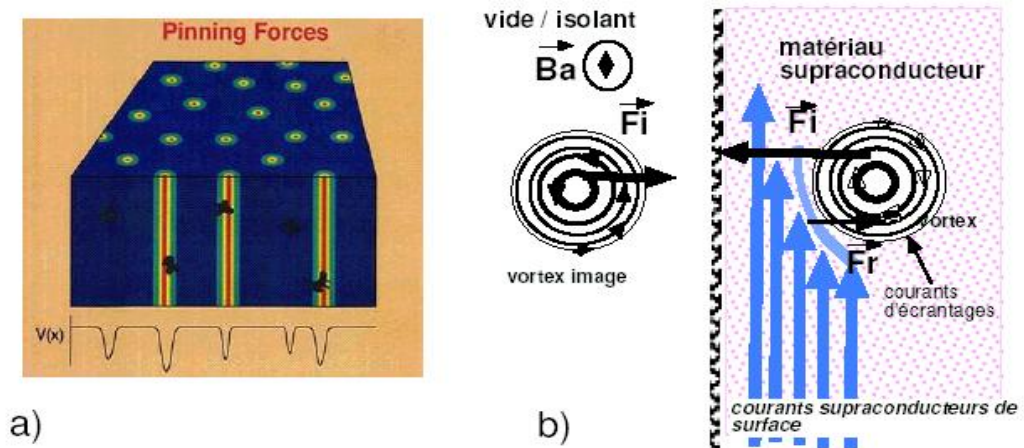 Pinning Forces
V(x)
a)
vide / isolant
Ba
Fi
vortex image
b)
matériau
supraconducteur
Fi
vortex
Fr
courants
d'écrantages
courants supraconducteurs de
surface